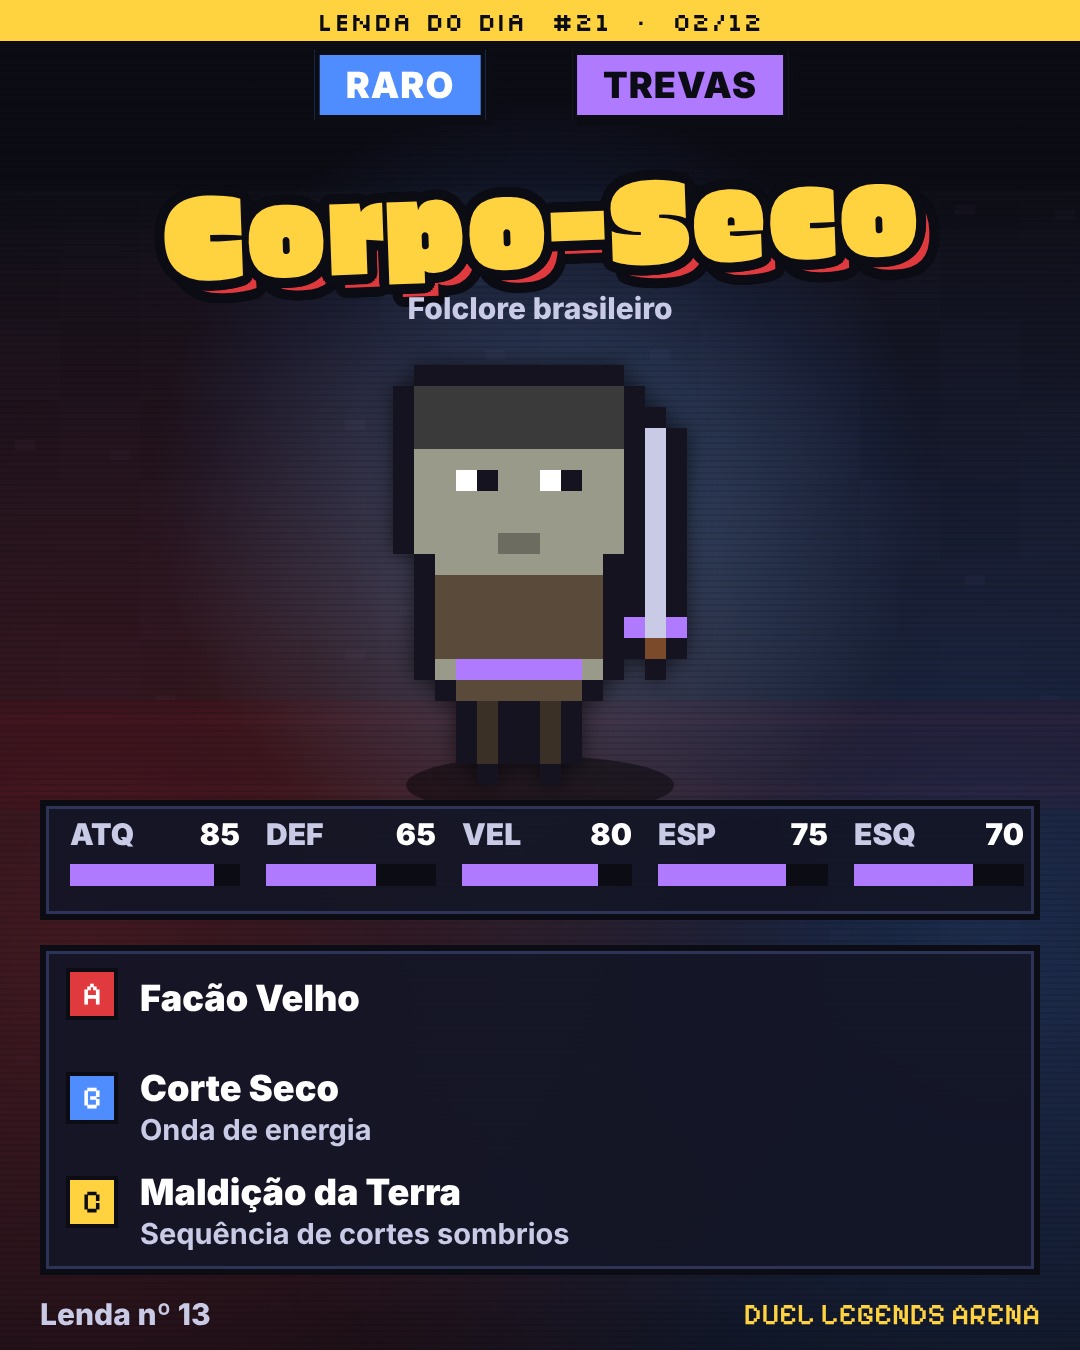 LENDA DO DIA #21 · 02/12
RARO TREVAS
Corpo-Seco
Folclore brasileiro
ATQ 85 DEF 65 VEL 80 ESP 75 ESQ 70
A Facão Velho
B Corte Seco
Onda de energia
C Maldição da Terra
Sequência de cortes sombrios
Lenda nº 13 DUEL LEGENDS ARENA